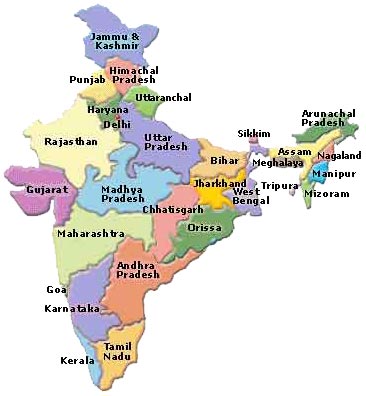 Jammu &
Kashmir
Himachal
Pradesh
Punjab
Uttaranchal
Haryana
Delhi
Arunachal
Pradesh
Rajasthan
Uttar
Pradesh
Sikkim
Assam
Nagaland
Bihar
Meghalaya
Manipur
Gujarat
Madhya
Pradesh
Jharkhand
West
Bengal
Tripura
Mizoram
Chhatisgarh
Maharashtra
Orissa
Andhra
Pradesh
Goa
Karnataka
Tamil
Nadu
Kerala